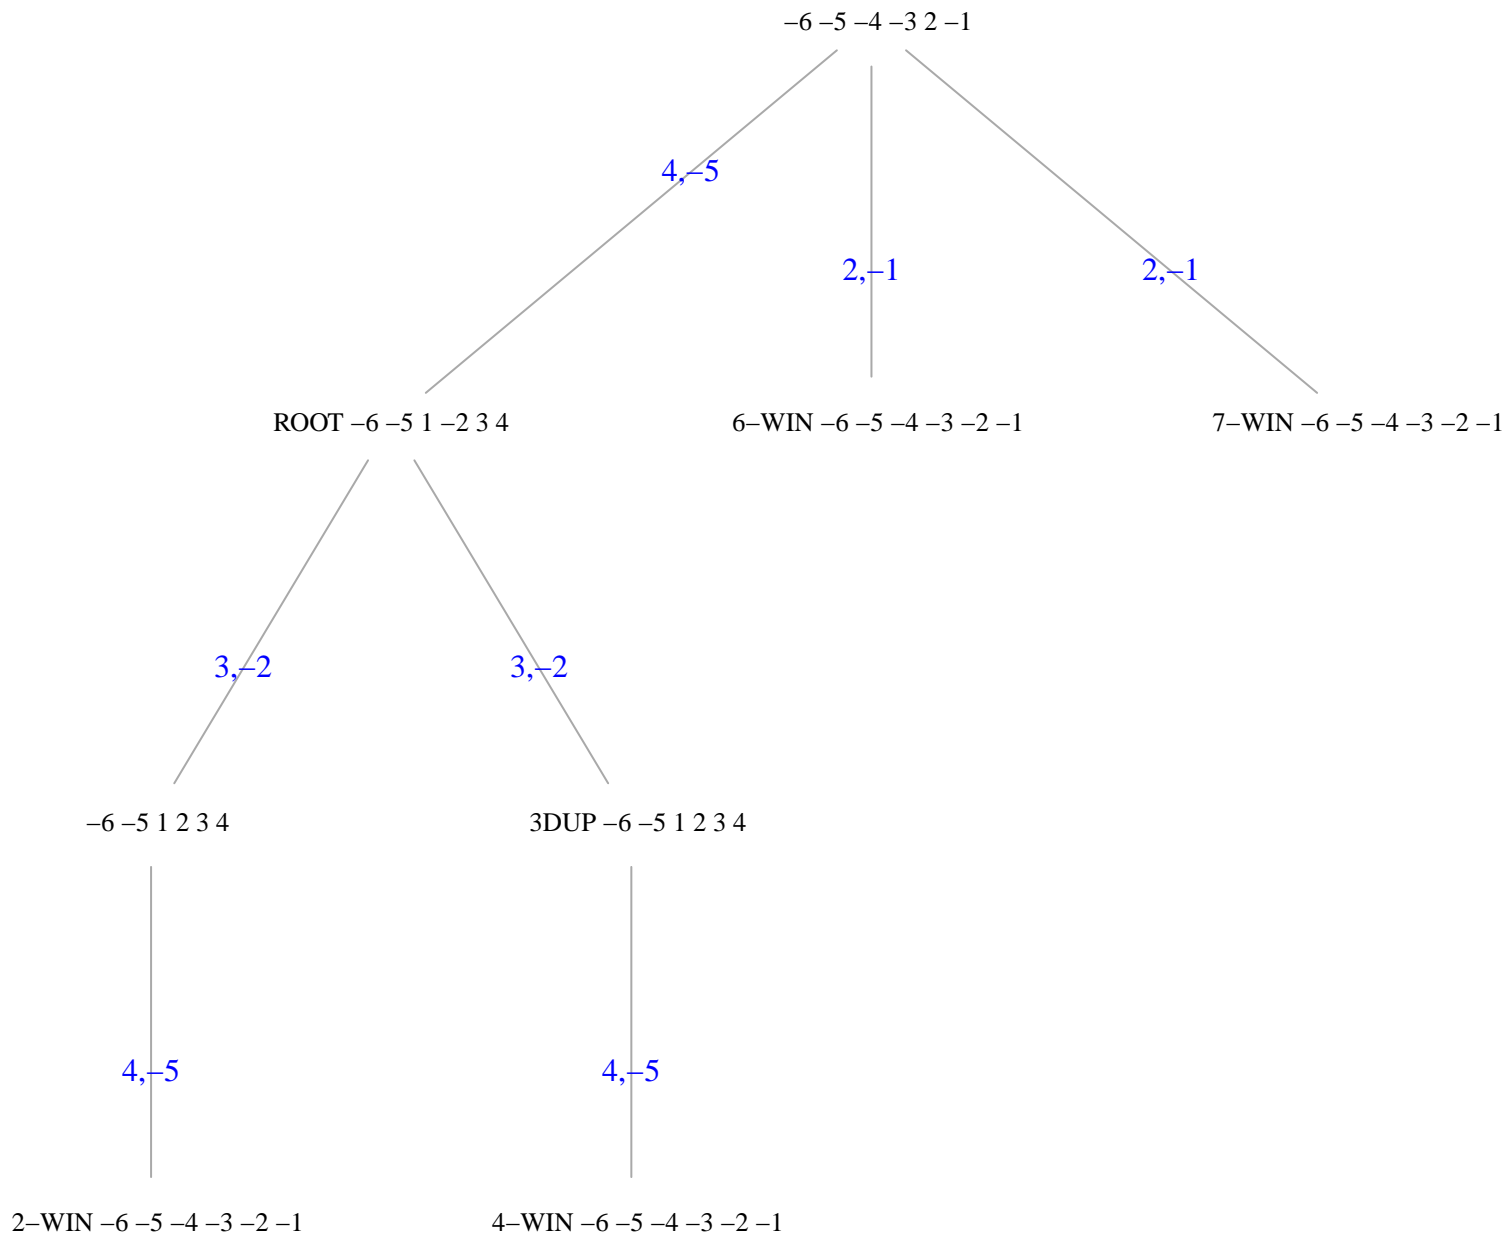 –6 –5 –4 –3 2 –1
4,–5
2,–1
2,–1
ROOT –6 –5 1 –2 3 4
6–WIN –6 –5 –4 –3 –2 –1
7–WIN –6 –5 –4 –3 –2 –1
3,–2
3,–2
–6 –5 1 2 3 4
3DUP –6 –5 1 2 3 4
4,–5
4,–5
2–WIN –6 –5 –4 –3 –2 –1
4–WIN –6 –5 –4 –3 –2 –1